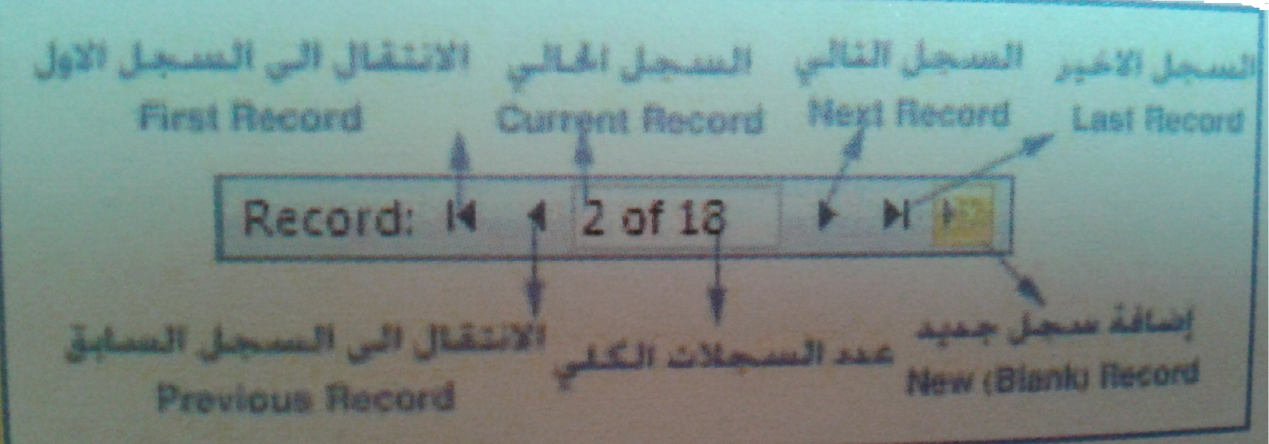 الانتقال الى السجل الاول
First Record
السجل الحالي
Current Record
السجل التالي
Next Record
السجل الاخير
Last Record
Record: 2 of 18
الانتقال الى السجل السابق
Previous Record
عدد السجلات الكلي
إضافة سجل جديد
New (Blank) Record